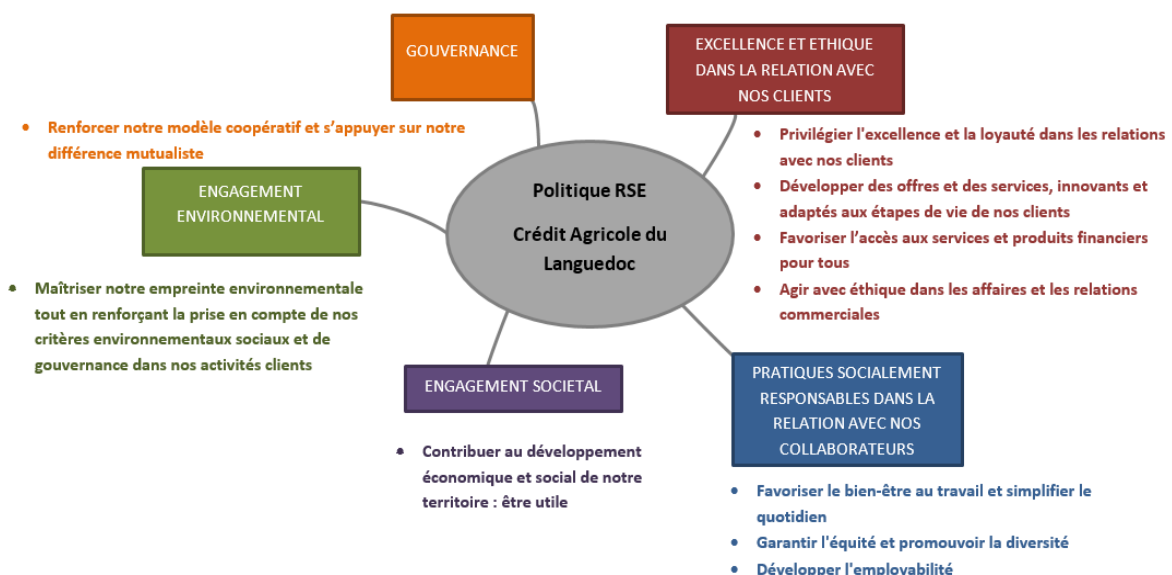 GOUVERNANCE
• Renforcer notre modèle coopératif et s’appuyer sur notre
différence mutualiste
EXCELLENCE ET ETHIQUE
DANS LA RELATION AVEC
NOS CLIENTS
• Privilégier l'excellence et la loyauté dans les relations
avec nos clients
• Développer des offres et des services, innovants et
adaptés aux étapes de vie de nos clients
• Favoriser l’accès aux services et produits financiers
pour tous
• Agir avec éthique dans les affaires et les relations
commerciales
Politique RSE
Crédit Agricole du
Languedoc
ENGAGEMENT
ENVIRONNEMENTAL
• Maîtriser notre empreinte environnementale
tout en renforçant la prise en compte de nos
critères environnementaux sociaux et de
gouvernance dans nos activités clients
ENGAGEMENT SOCIETAL
• Contribuer au développement
économique et social de notre
territoire : être utile
PRATIQUES SOCIALEMENT
RESPONSABLES DANS LA
RELATION AVEC NOS
COLLABORATEURS
• Favoriser le bien-être au travail et simplifier le
quotidien
• Garantir l'équité et promouvoir la diversité
• Développer l'employabilité